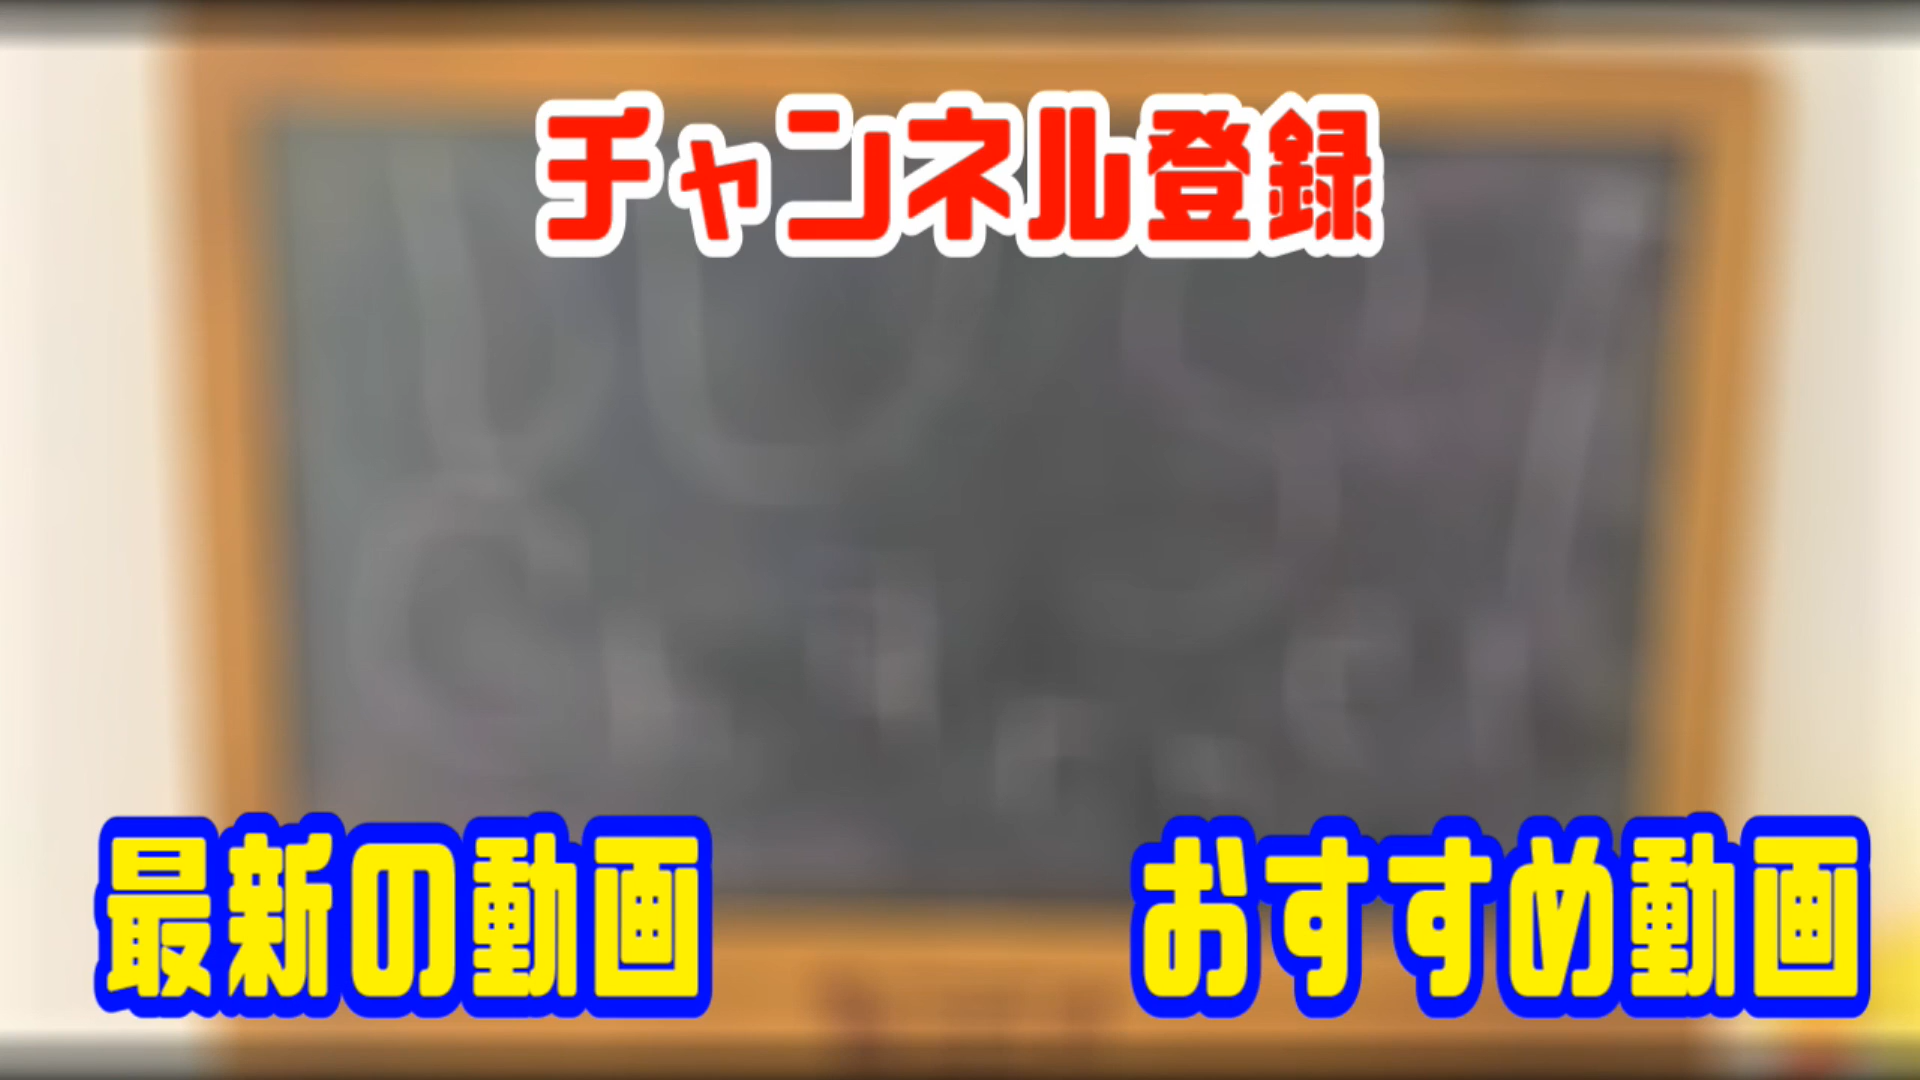 チャンネル登録
最新の動画
おすすめ動画